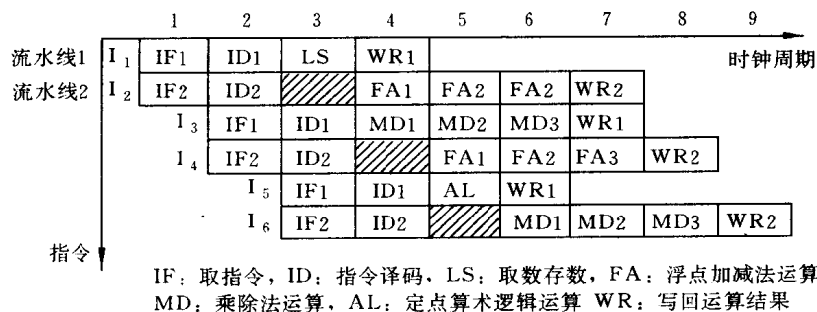 1 2 3 4 5 6 7 8 9
时钟周期
流水线1 I1 IF1 ID1 LS WR1
流水线2 I2 IF2 ID2 FA1 FA2 FA2 WR2
I3 IF1 ID1 MD1 MD2 MD3 WR1
I4 IF2 ID2 FA1 FA2 FA3 WR2
I5 IF1 ID1 AL WR1
I6 IF2 ID2 MD1 MD2 MD3 WR2
指令
IF：取指令，ID：指令译码，LS：取数存数，FA：浮点加减法运算
MD：乘除法运算，AL：定点算术逻辑运算 WR：写回运算结果